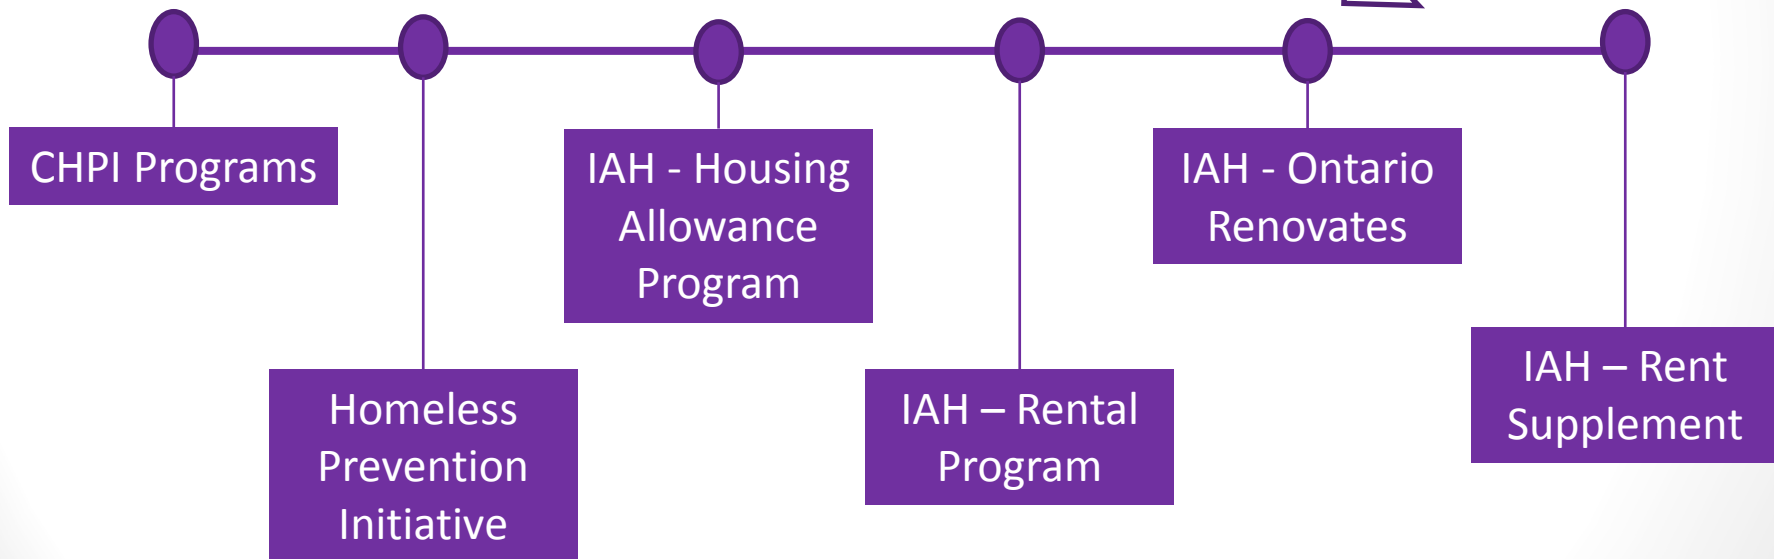 CHPI Programs
Homeless
Prevention
Initiative
IAH - Housing
Allowance
Program
IAH – Rental
Program
IAH - Ontario
Renovates
IAH – Rent
Supplement